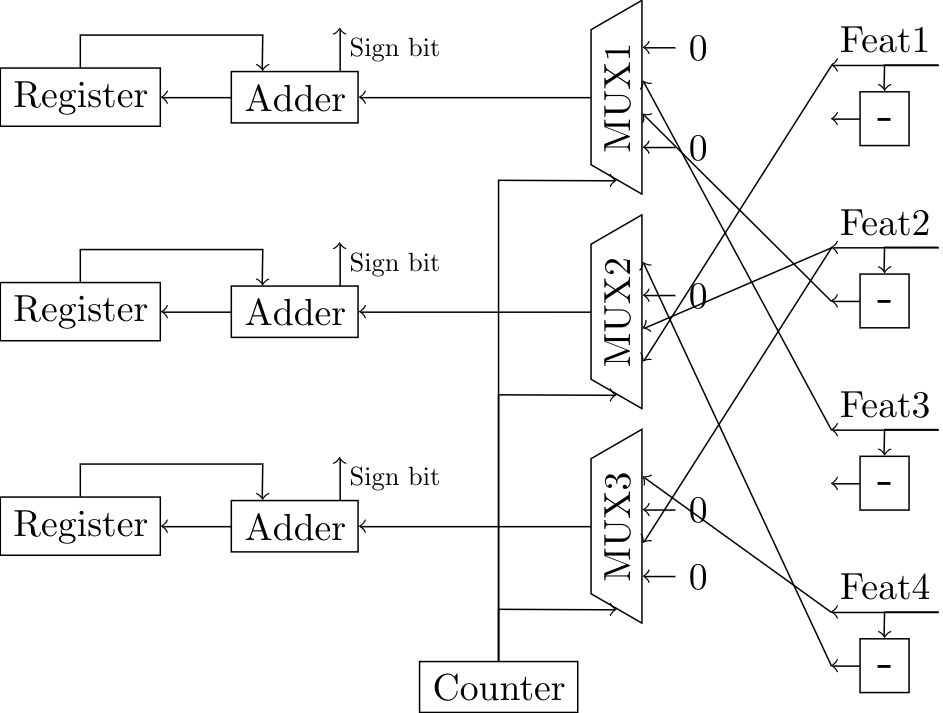 Feat1
MUX1
0
0
Sign bit
Register
Adder
-
Feat2
MUX2
0
Sign bit
Register
Adder
-
Feat3
MUX3
0
0
Sign bit
Register
Adder
-
Feat4
-
Counter